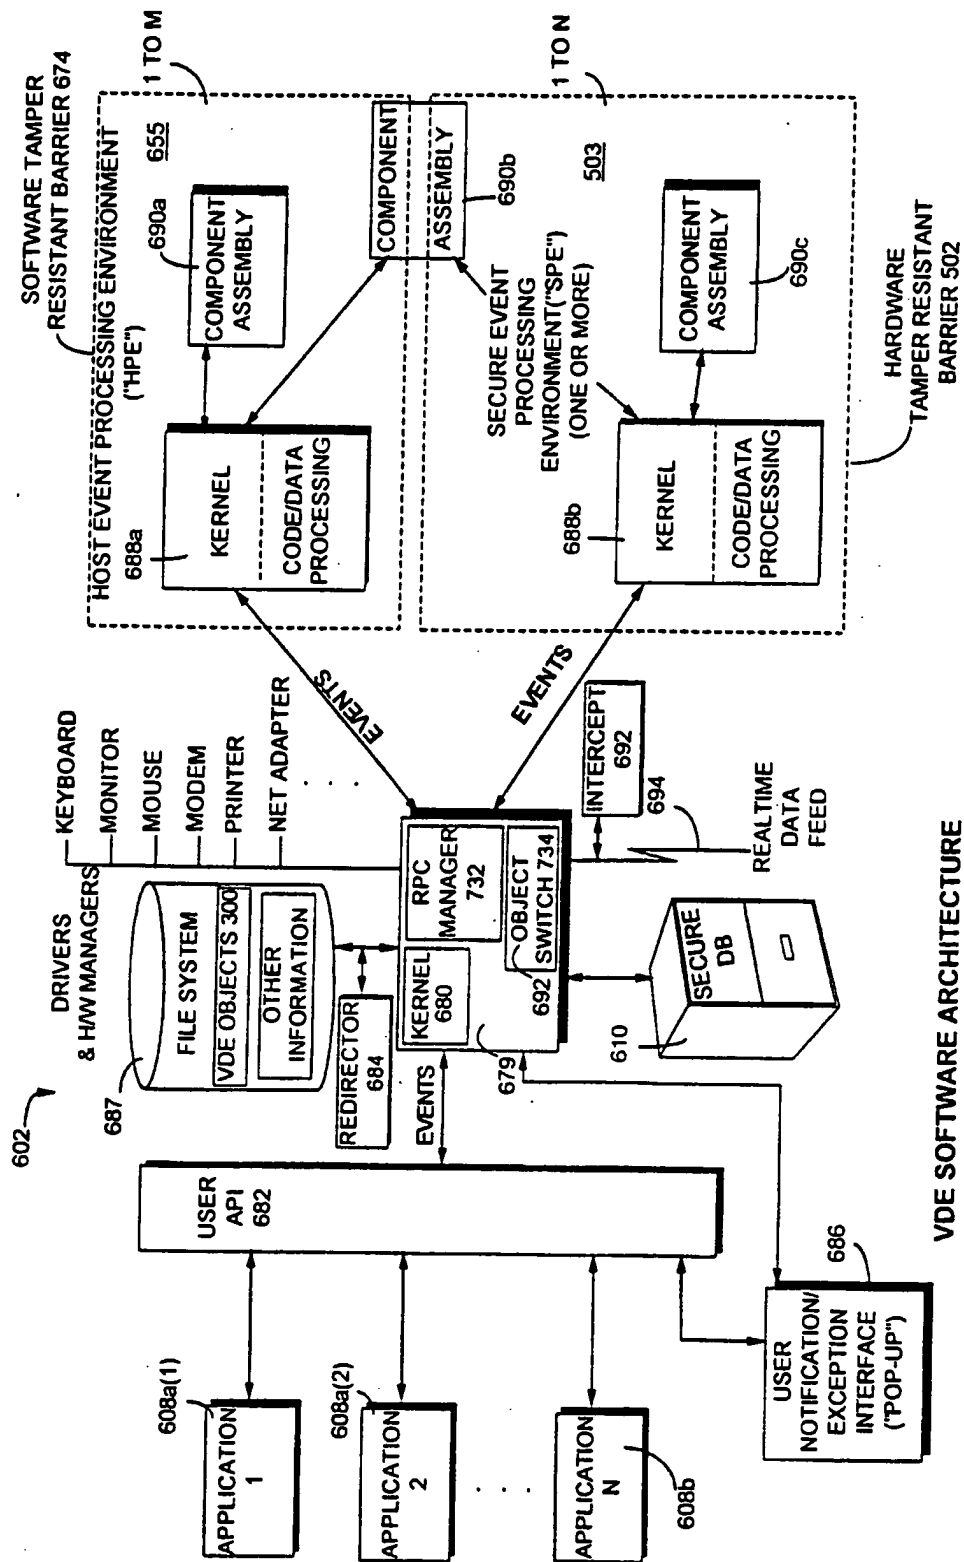 602
DRIVERS
& H/W MANAGERS
KEYBOARD
MONITOR
MOUSE
MODEM
PRINTER
NET ADAPTER
. . .
SOFTWARE TAMPER
RESISTANT BARRIER 674
HOST EVENT PROCESSING ENVIRONMENT
("HPE")
655
1 TO M
690a
COMPONENT
ASSEMBLY
688a
KERNEL
CODE/DATA
PROCESSING
COMPONENT
ASSEMBLY
690b
1 TO N
503
SECURE EVENT
PROCESSING
ENVIRONMENT("SPE")
(ONE OR MORE)
688b
KERNEL
CODE/DATA
PROCESSING
COMPONENT
ASSEMBLY
690c
HARDWARE
TAMPER RESISTANT
BARRIER 502
EVENTS
EVENTS
687
FILE SYSTEM
VDE OBJECTS 300
OTHER
INFORMATION
REDIRECTOR
684
KERNEL
680
RPC
MANAGER
732
692
OBJECT
SWITCH 734
679
EVENTS
INTERCEPT
692
694
REALTIME
DATA
FEED
610
SECURE
DB
USER
API
682
608a(1)
APPLICATION
1
608a(2)
APPLICATION
2
. . . .
APPLICATION
N
608b
686
USER
NOTIFICATION/
EXCEPTION
INTERFACE
("POP-UP")
VDE SOFTWARE ARCHITECTURE